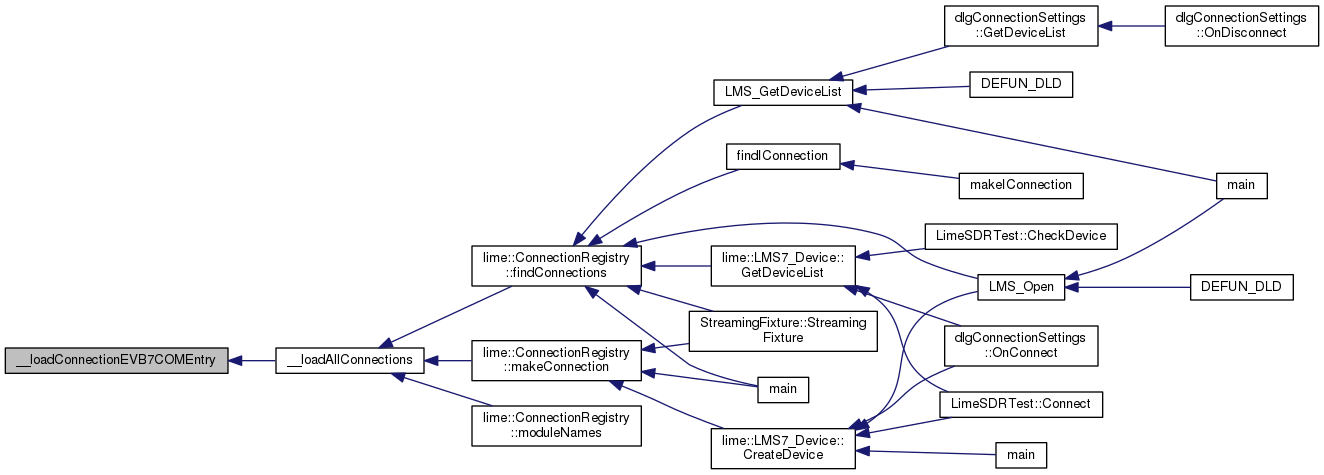 __loadConnectionEVB7COMEntry
__loadAllConnections
lime::ConnectionRegistry
::findConnections
lime::ConnectionRegistry
::makeConnection
lime::ConnectionRegistry
::moduleNames
LMS_GetDeviceList
findIConnection
lime::LMS7_Device::
GetDeviceList
StreamingFixture::Streaming
Fixture
main
lime::LMS7_Device::
CreateDevice
dlgConnectionSettings
::GetDeviceList
DEFUN_DLD
makeIConnection
LimeSDRTest::CheckDevice
LMS_Open
dlgConnectionSettings
::OnConnect
LimeSDRTest::Connect
main
dlgConnectionSettings
::OnDisconnect
main
DEFUN_DLD